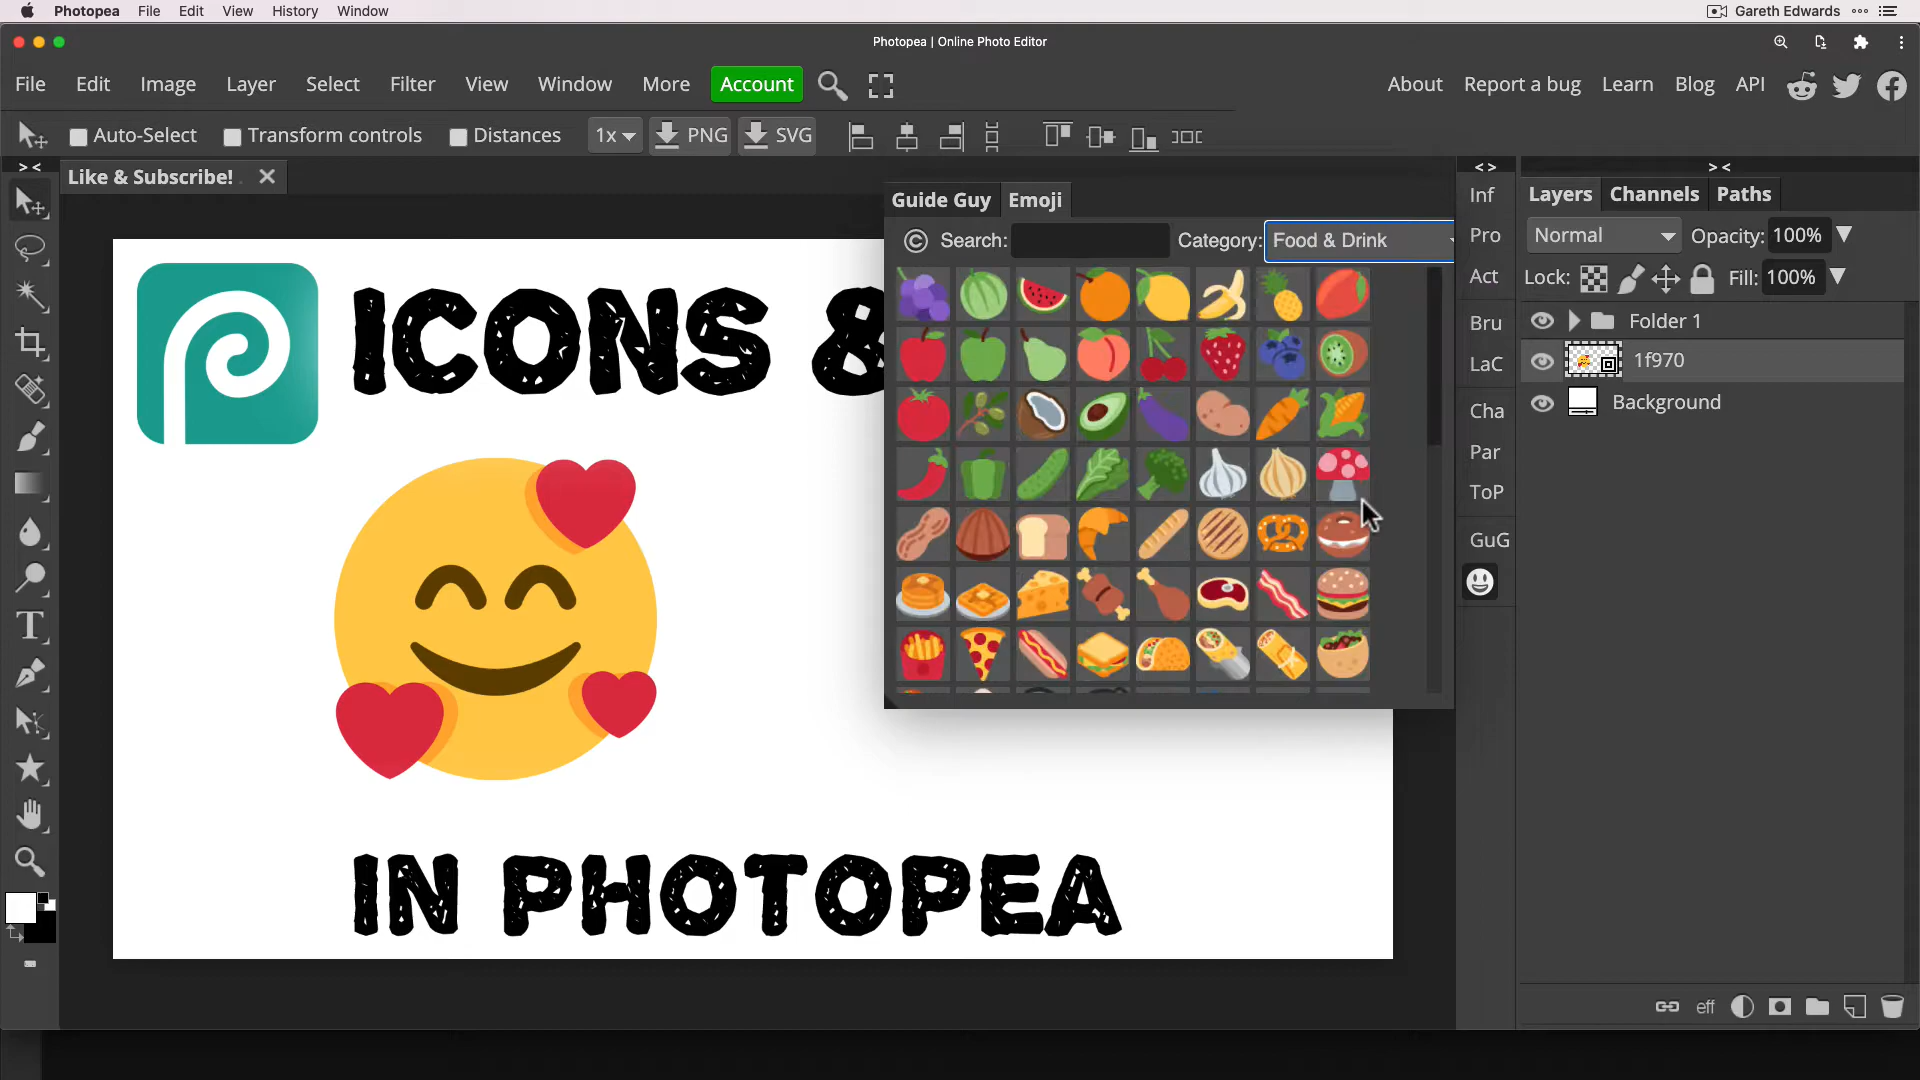 Photopea File Edit View History Window Gareth Edwards
Photopea | Online Photo Editor
File Edit Image Layer Select Filter View Window More Account About Report a bug Learn Blog API
Auto-Select Transform controls Distances 1x PNG SVG
> < < > > <
Like & Subscribe!
Guide Guy Emoji
© Search: Category: Food & Drink
ICONS &
IN PHOTOPEA
Inf
Pro
Act
Bru
LaC
Cha
Par
ToP
GuG
Layers Channels Paths
Normal Opacity: 100%
Lock: Fill: 100%
Folder 1
1f970
Background
eff